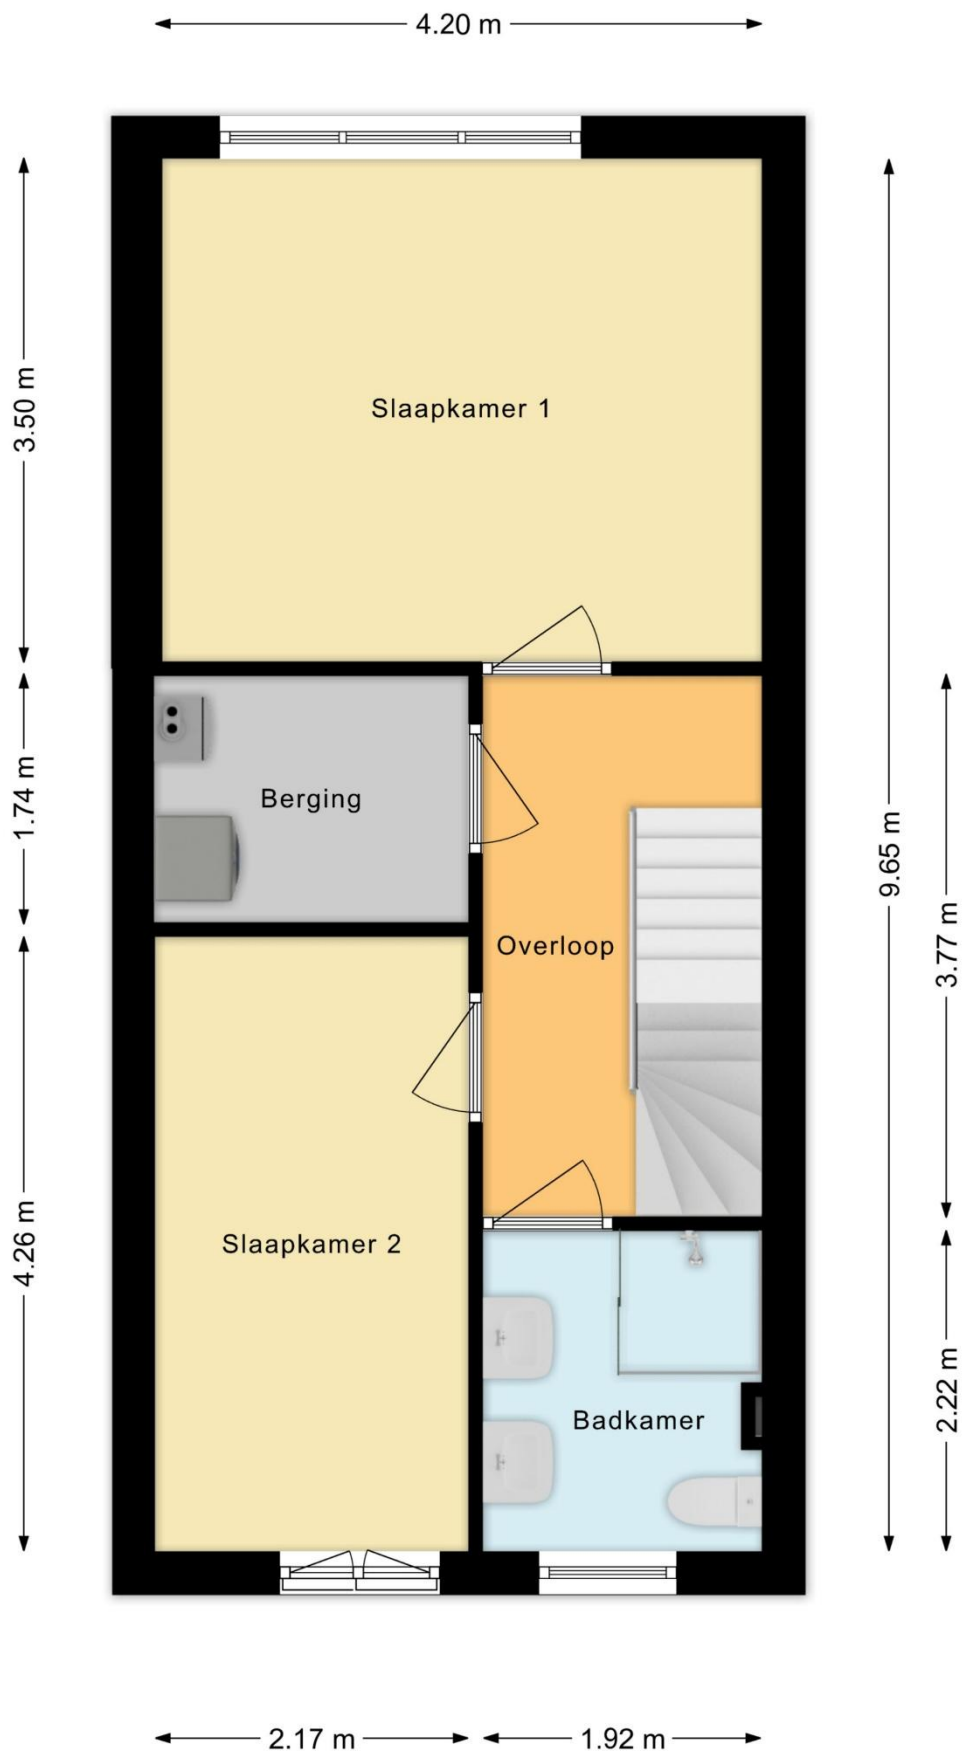 4.20 m
3.50 m
Slaapkamer 1
1.74 m
Berging
9.65 m
Overloop
3.77 m
4.26 m
Slaapkamer 2
2.22 m
Badkamer
2.17 m
1.92 m